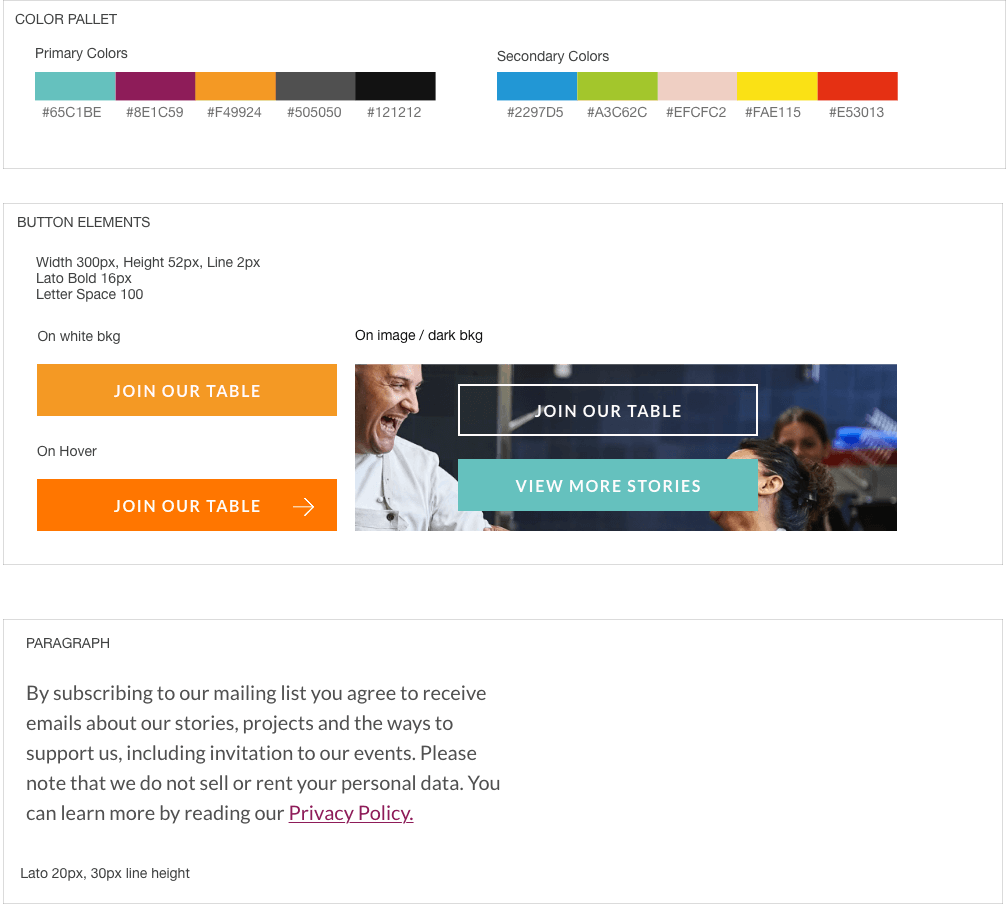 COLOR PALLET
Primary Colors
#65C1BE #8E1C59 #F49924 #505050 #121212
Secondary Colors
#2297D5 #A3C62C #EFCFC2 #FAE115 #E53013
BUTTON ELEMENTS
Width 300px, Height 52px, Line 2px
Lato Bold 16px
Letter Space 100
On white bkg
JOIN OUR TABLE
On Hover
JOIN OUR TABLE
On image / dark bkg
JOIN OUR TABLE
VIEW MORE STORIES
PARAGRAPH
By subscribing to our mailing list you agree to receive
emails about our stories, projects and the ways to
support us, including invitation to our events. Please
note that we do not sell or rent your personal data. You
can learn more by reading our Privacy Policy.
Lato 20px, 30px line height